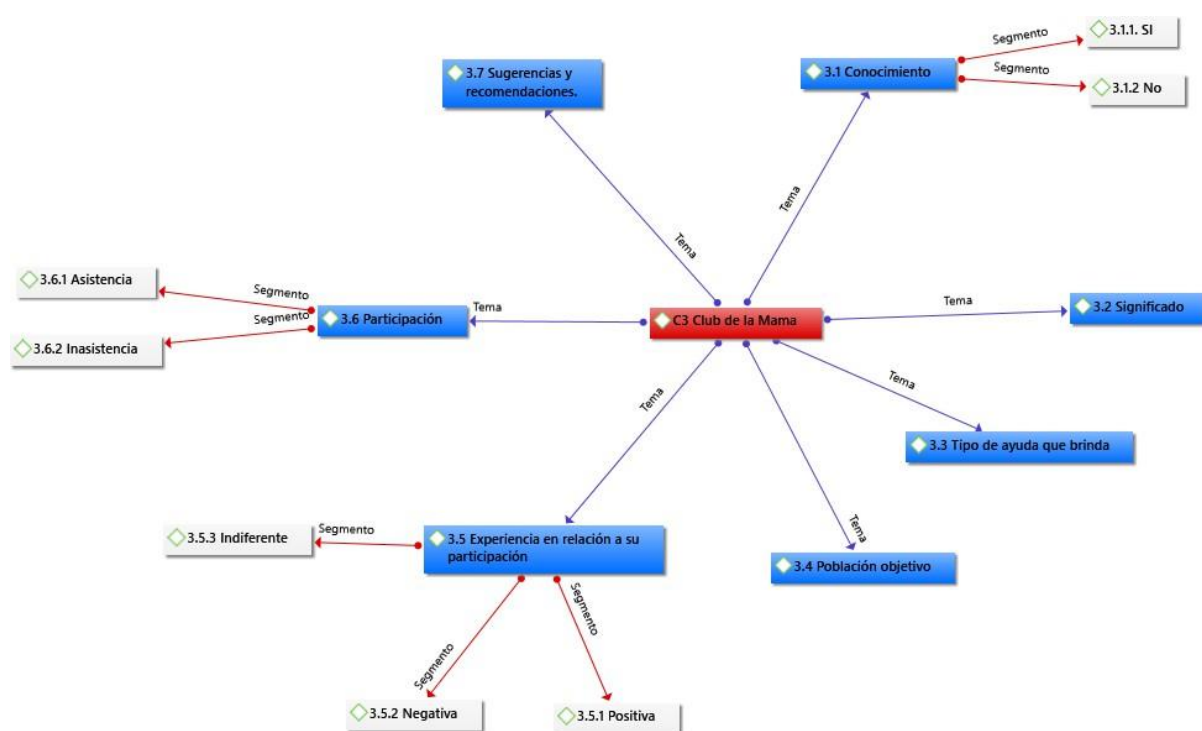 3.1.1. SI
Segmento
3.7 Sugerencias y
recomendaciones.
3.1 Conocimiento
Segmento
3.1.2 No
Tema
Tema
3.6.1 Asistencia
Segmento
Segmento
3.6 Participación
Tema
C3 Club de la Mama
Tema
3.2 Significado
3.6.2 Inasistencia
Tema
Tema
3.3 Tipo de ayuda que brinda
Tema
3.5.3 Indiferente
Segmento
3.5 Experiencia en relación a su
participación
3.4 Población objetivo
Segmento
Segmento
3.5.2 Negativa
3.5.1 Positiva